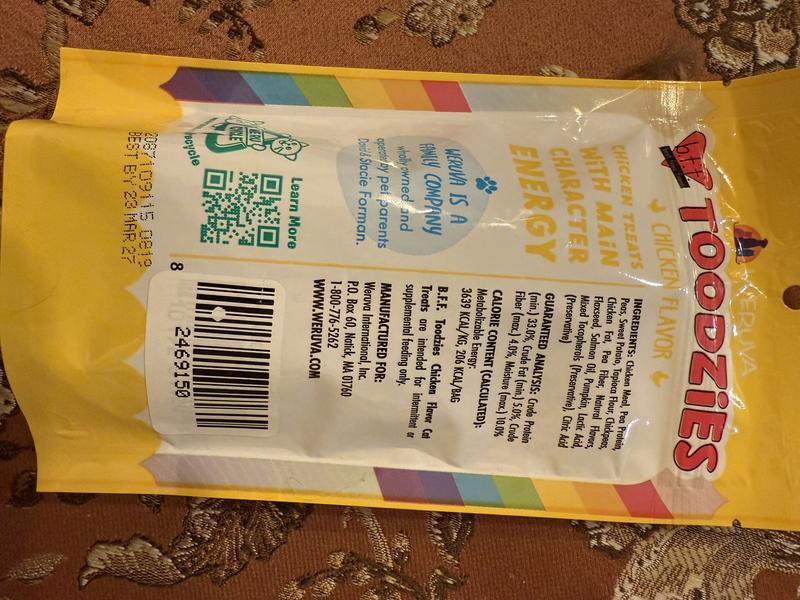 WERUVA
bff
TOODZiES
CHICKEN FLAVOR
CHICKEN TREATS
WITH MAiN
CHARACTER
ENERGY
WERUVA IS A
FAMILY COMPANY
wholly owned and
operated by pet parents
David & Stacie Forman.
Learn More
recycle
INGREDIENTS: Chicken Meal, Pea Protein,
Peas, Sweet Potato, Tapioca Flour, Chickpeas,
Chicken Fat, Pea Fiber, Natural Flavors,
Flaxseed, Salmon Oil, Pumpkin, Lactic Acid,
Mixed Tocopherols (Preservative), Citric Acid
(Preservative)
GUARANTEED ANALYSIS: Crude Protein
(min.) 33.0%, Crude Fat (min.) 5.0%, Crude
Fiber (max.) 4.0%, Moisture (max.) 10.0%
CALORIE CONTENT (CALCULATED):
Metabolizable Energy:
3639 KCAL/KG, 206 KCAL/BAG
B.F.F. Toodzies Chicken Flavor Cat
Treats are intended for intermittent or
supplemental feeding only.
MANUFACTURED FOR:
Weruva International, Inc.
P.O. Box 60, Natick, MA 01760
1-800-776-5262
WWW.WERUVA.COM
8
2469150
BEST BY 23 MAR 27